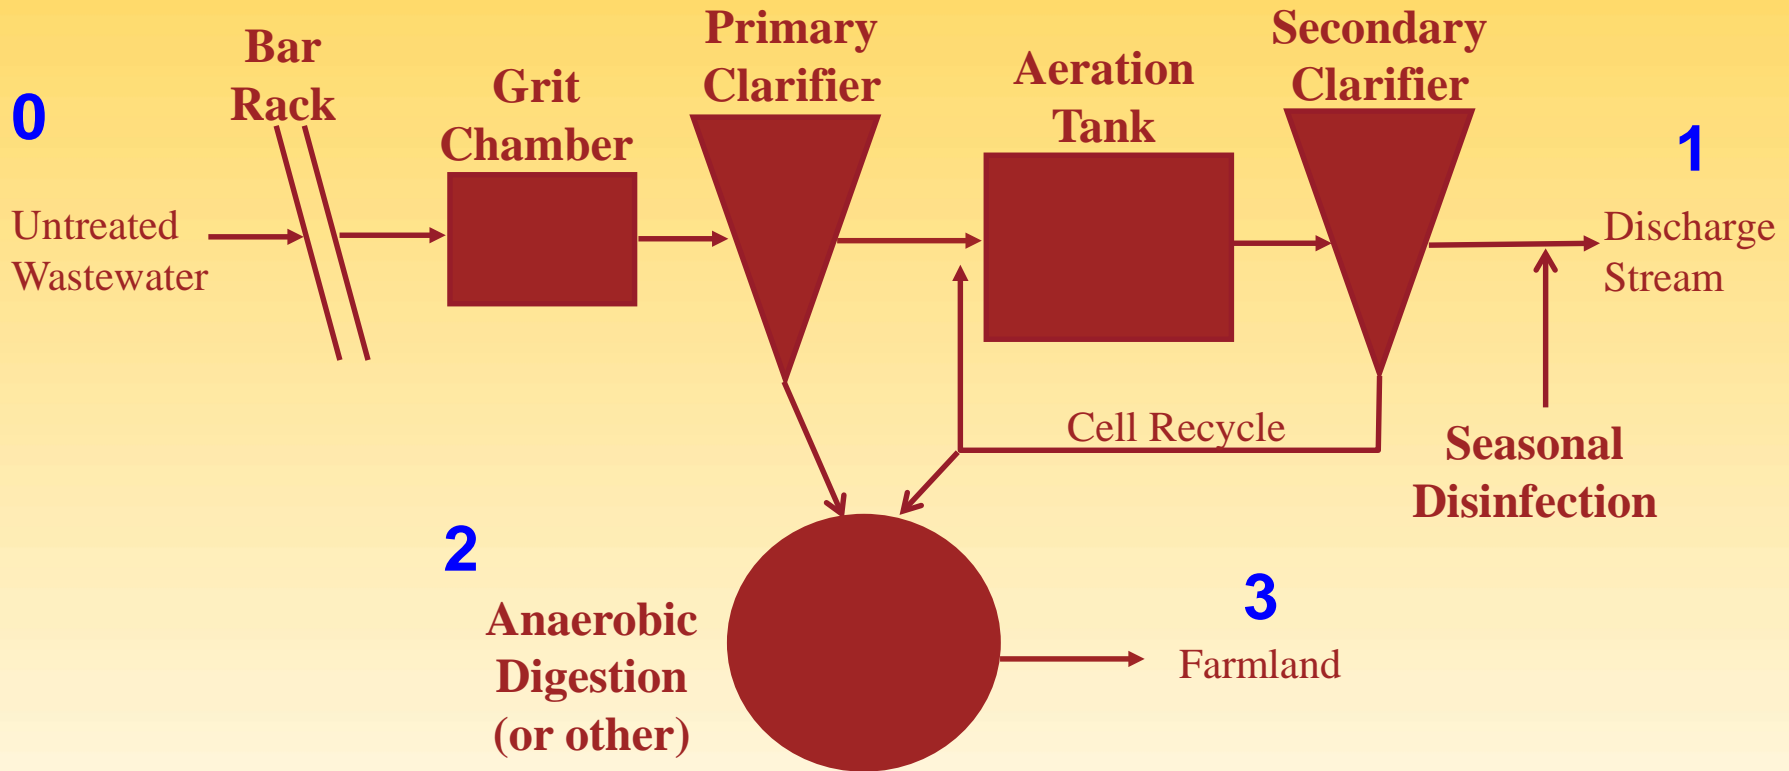 0
Untreated
Wastewater
Bar
Rack
Grit
Chamber
Primary
Clarifier
Aeration
Tank
Secondary
Clarifier
1
Discharge
Stream
Cell Recycle
Seasonal
Disinfection
2
Anaerobic
Digestion
(or other)
3
Farmland